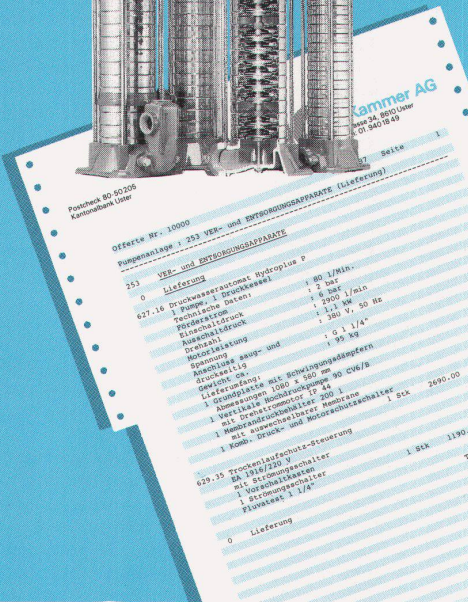 Kammer AG
asse 34, 8610 Uster
01.940 18 49
Postcheck 80-50205
Kantonalbank Uster
87 Seite 1
Offerte Nr. 10000
Pumpenanlage : 253 VER- und ENTSORGUNGSAPPARATE (Lieferung)
253 VER- und ENTSORGUNGSAPPARATE
0 Lieferung
627.16 Druckwasserautomat Hydroplus P
1 Pumpe, 1 Druckkessel
Technische Daten:
Förderstrom : 80 l/Min.
Einschaltdruck : 2 bar
Ausschaltdruck : 6 bar
Drehzahl : 2900 l/min
Motorleistung : 1,1 kW
Spannung : 380 V, 50 Hz
Anschluss saug- und
druckseitig : G 1 1/4"
Gewicht ca. : 95 kg
Lieferumfang:
1 Grundplatte mit Schwingungsdämpfern
Abmessungen 1080 x 580 mm
1 Vertikale Hochdruckpumpe 90 CV6/B
mit Drehstrommotor IP 44
1 Membrandruckbehälter 200 l
mit auswechselbarer Membrane
1 Komb. Druck- und Motorschutzschalter
1 Stk 2690.00
629.35 Trockenlaufschutz-Steuerung
EA 1916/220 V
mit Strömungsschalter
1 Vorschaltkasten
1 Strömungsschalter
Fluvatest 1 1/4"
1 Stk 1190.
0 Lieferung